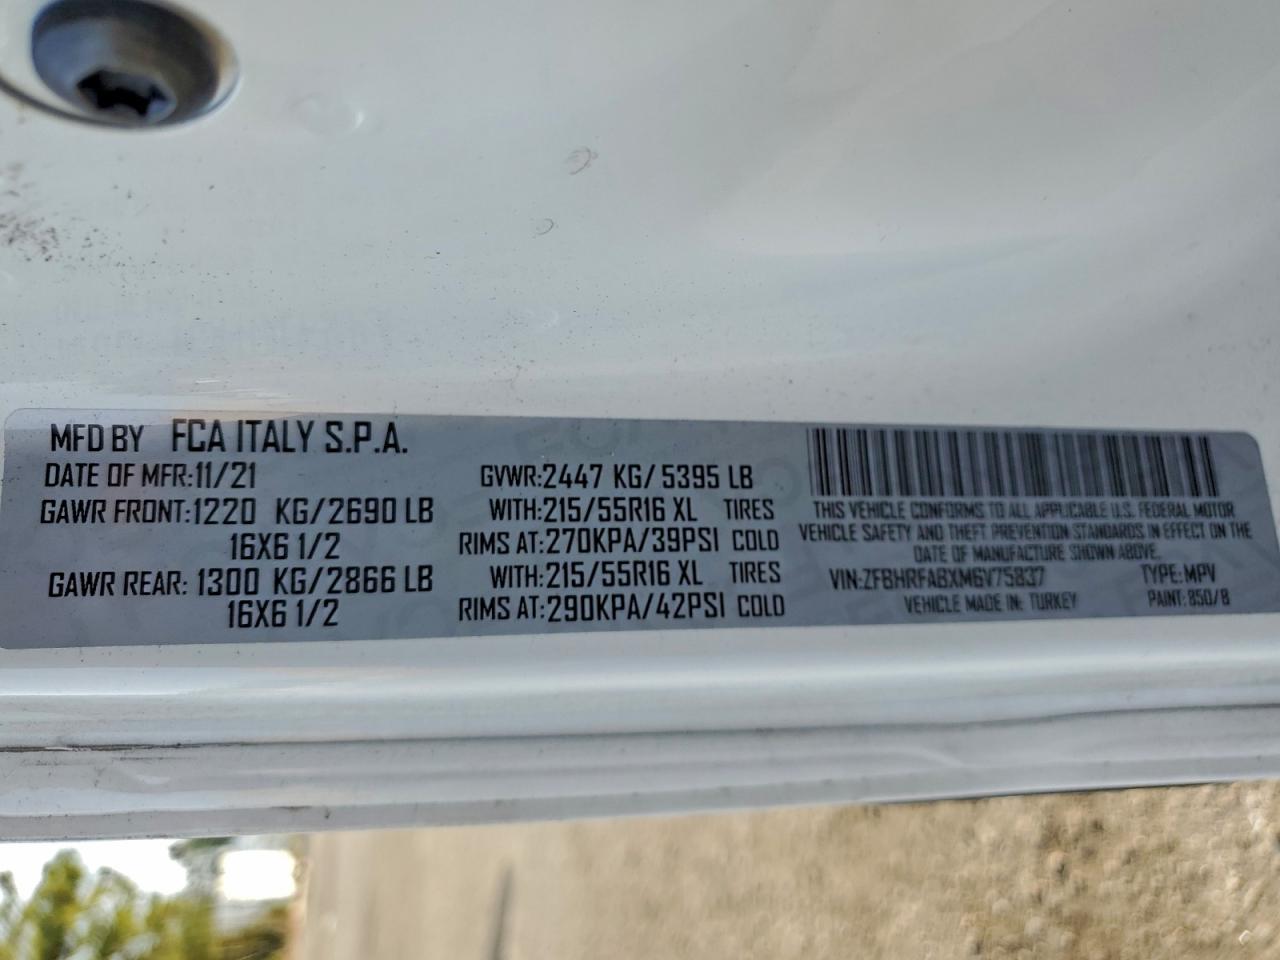 MFD BY FCA ITALY S.P.A.
DATE OF MFR:11/21
GAWR FRONT:1220 KG/2690 LB
16X6 1/2
GAWR REAR: 1300 KG/2866 LB
16X6 1/2
GVWR:2447 KG/ 5395 LB
WITH:215/55R16 XL TIRES
RIMS AT:270KPA/39PSI COLD
WITH:215/55R16 XL TIRES
RIMS AT:290KPA/42PSI COLD
THIS VEHICLE CONFORMS TO ALL APPLICABLE U.S. FEDERAL MOTOR
VEHICLE SAFETY AND THEFT PREVENTION STANDARDS IN EFFECT ON THE
DATE OF MANUFACTURE SHOWN ABOVE.
VIN:ZFBHRFABXM6V75837 TYPE: MPV
VEHICLE MADE IN: TURKEY PAINT: 850/B